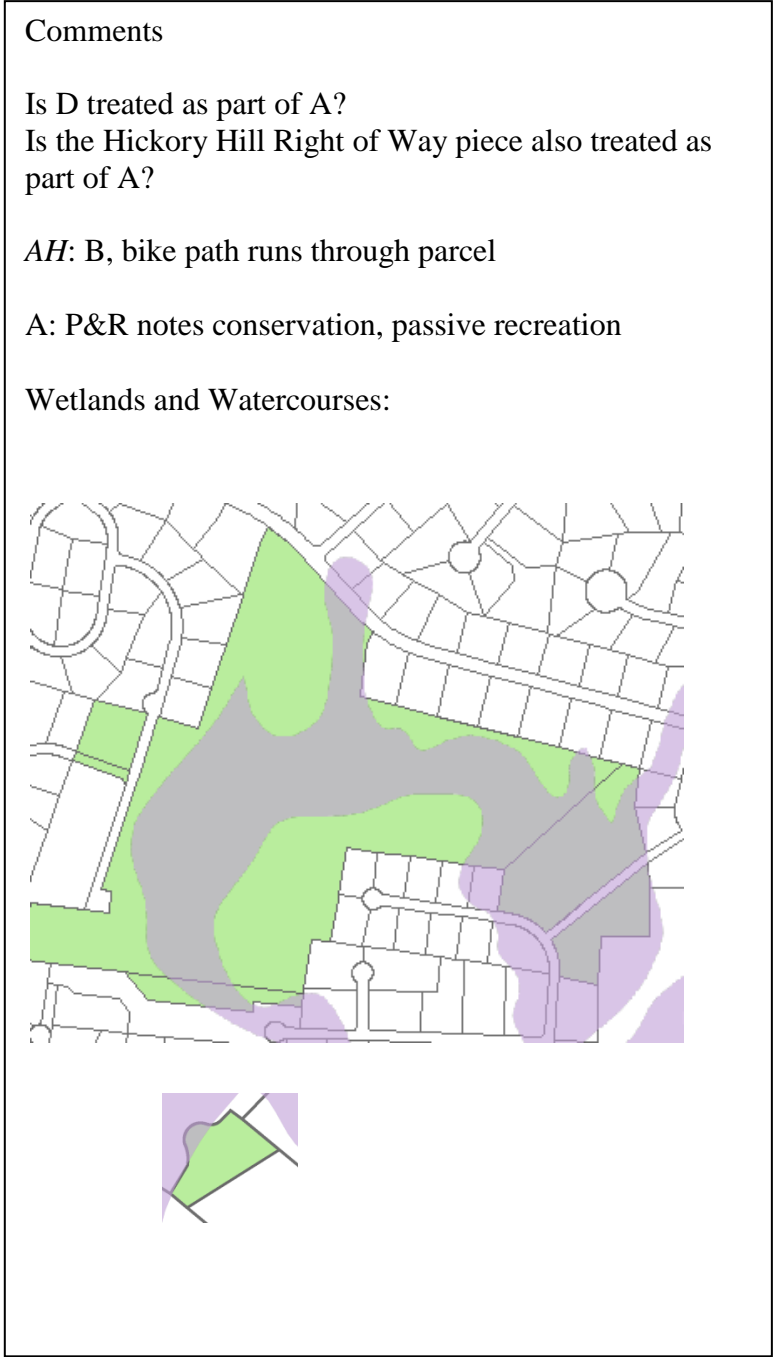 Comments
Is D treated as part of A?
Is the Hickory Hill Right of Way piece also treated as
part of A?
AH: B, bike path runs through parcel
A: P&R notes conservation, passive recreation
Wetlands and Watercourses: